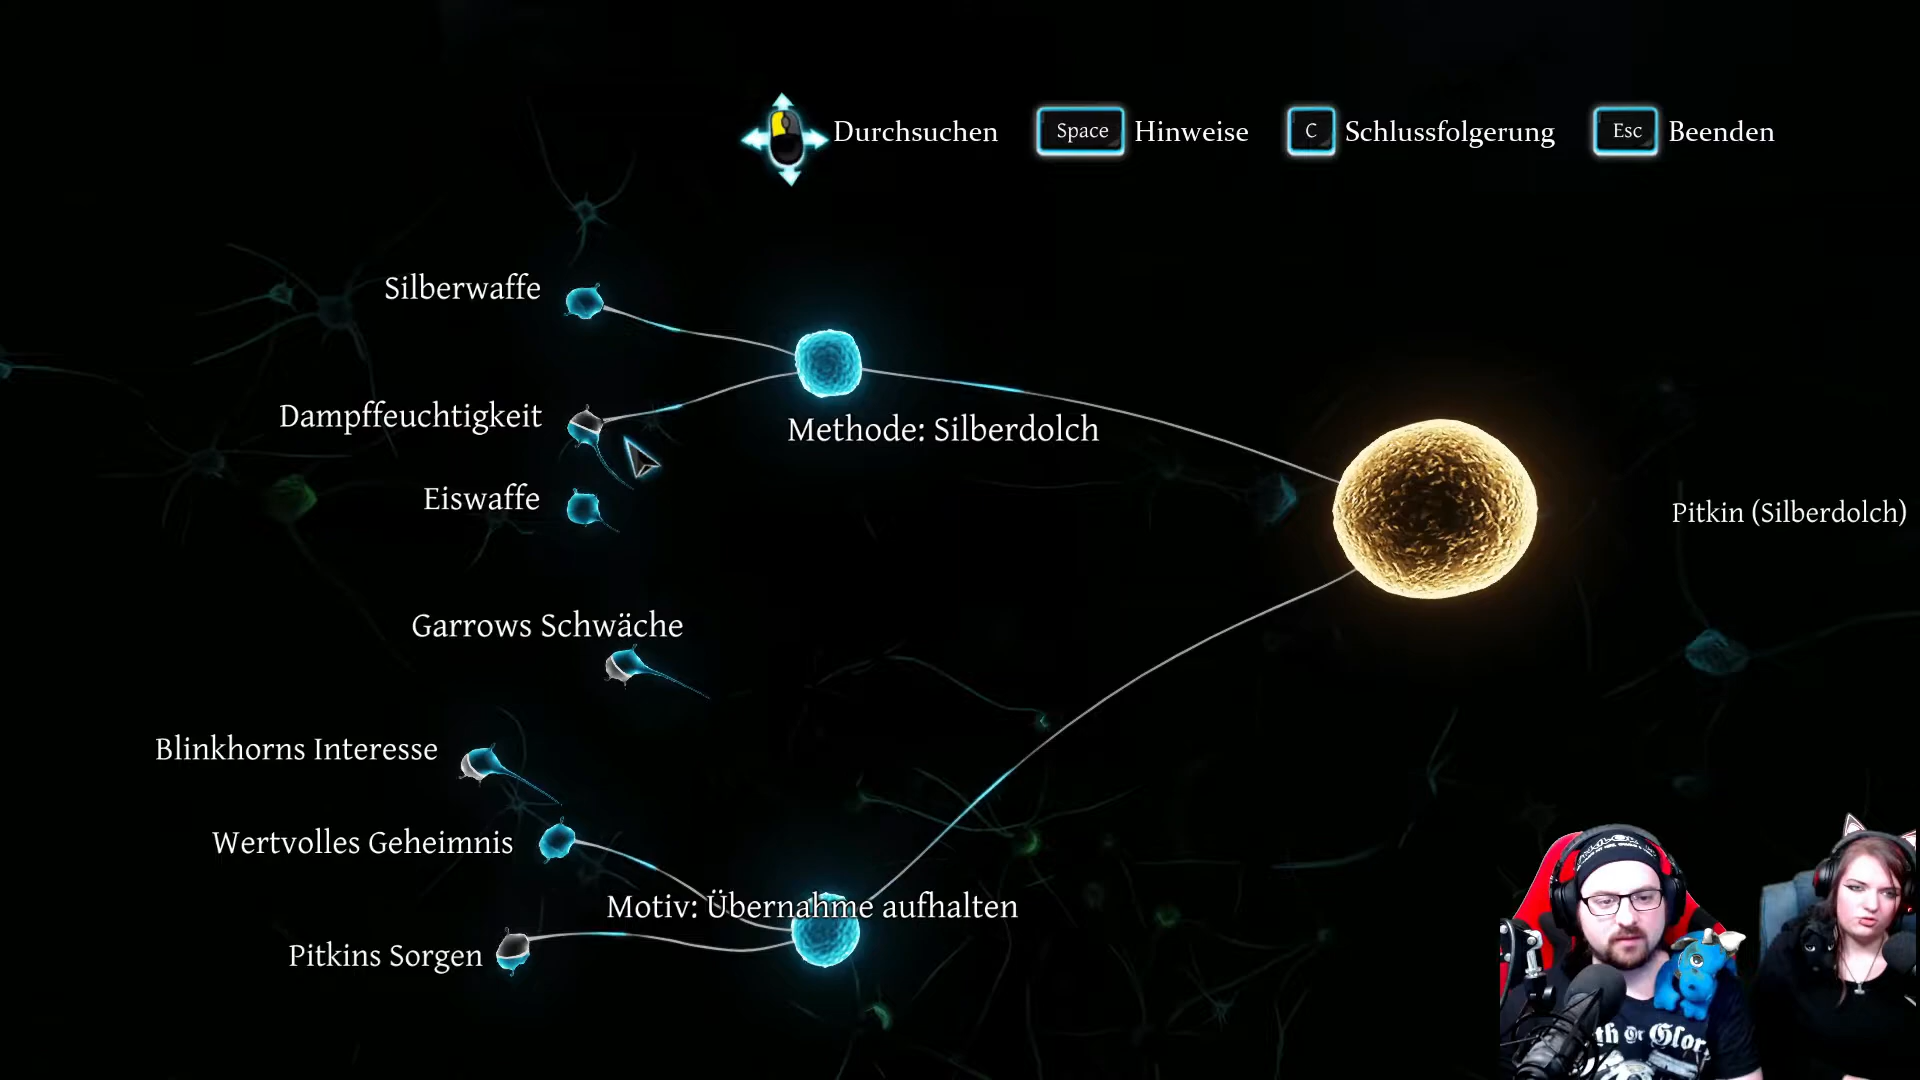 Durchsuchen
Space
Hinweise
C
Schlussfolgerung
Esc
Beenden
Silberwaffe
Dampffeuchtigkeit
Methode: Silberdolch
Eiswaffe
Pitkin (Silberdolch)
Garrows Schwäche
Blinkhorns Interesse
Wertvolles Geheimnis
Motiv: Übernahme aufhalten
Pitkins Sorgen